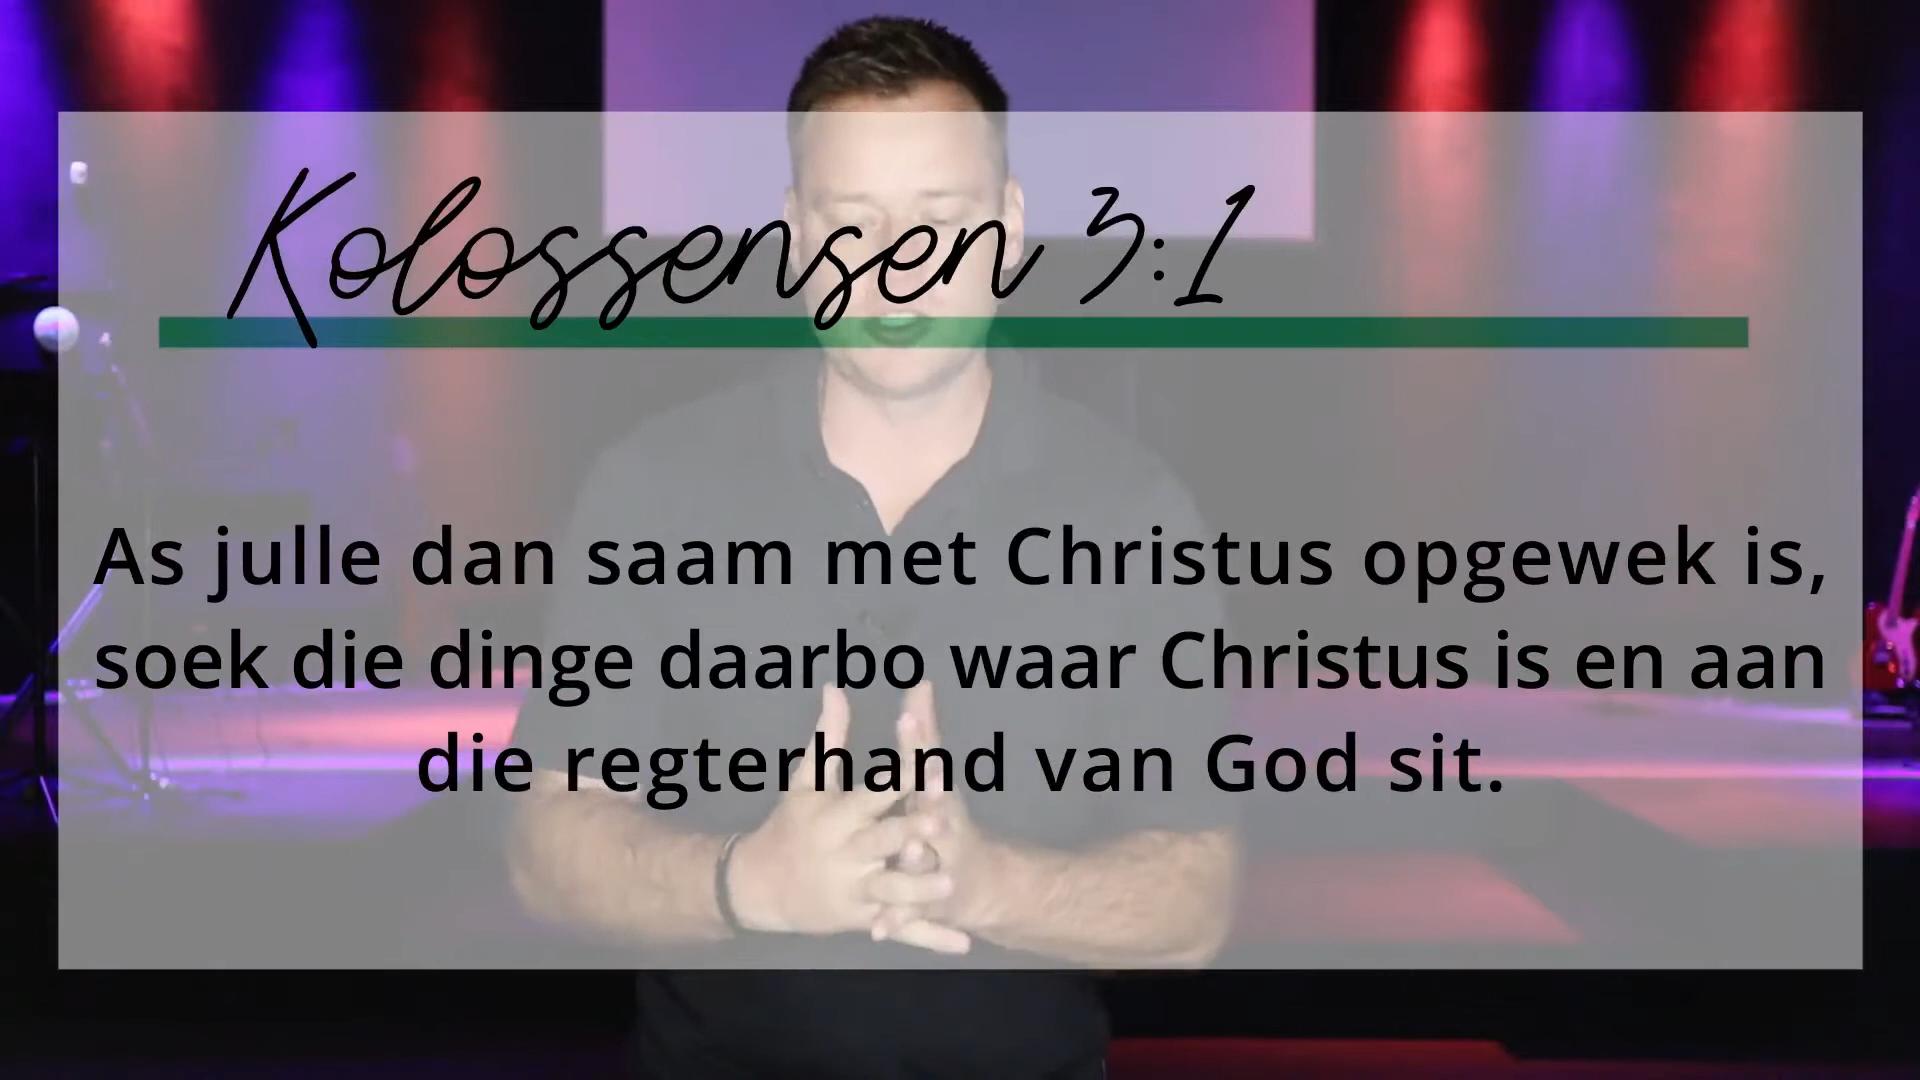 Kolossensen 3:1
As julle dan saam met Christus opgewek is,
soek die dinge daarbo waar Christus is en aan
die regterhand van God sit.